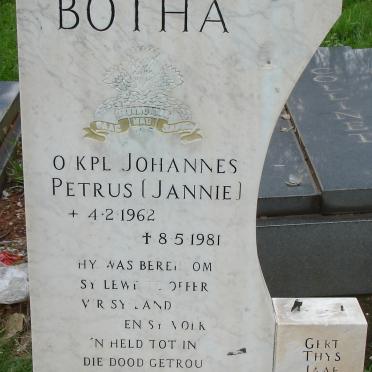 BOTHA
O KPL JOHANNES
PETRUS (JANNIE)
+ 4·2·1962
✝ 8·5·1981
HY WAS BEREI OM
SY LEWE OFFER
VIR SY LAND
EN SY VOLK
'N HELD TOT IN
DIE DOOD GETROU
GERT
THYS